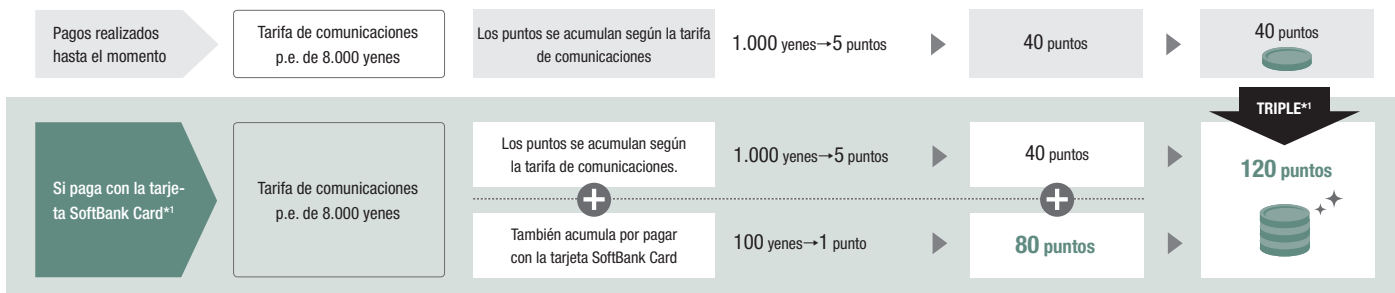 Pagos realizados
hasta el momento
Tarifa de comunicaciones
p.e. de 8.000 yenes
Los puntos se acumulan según la tarifa
de comunicaciones
1.000 yenes→5 puntos
40 puntos
40 puntos
TRIPLE*1
Si paga con la tarje-
ta SoftBank Card*1
Tarifa de comunicaciones
p.e. de 8.000 yenes
Los puntos se acumulan según
la tarifa de comunicaciones.
1.000 yenes→5 puntos
40 puntos
También acumula por pagar
con la tarjeta SoftBank Card
100 yenes→1 punto
80 puntos
120 puntos